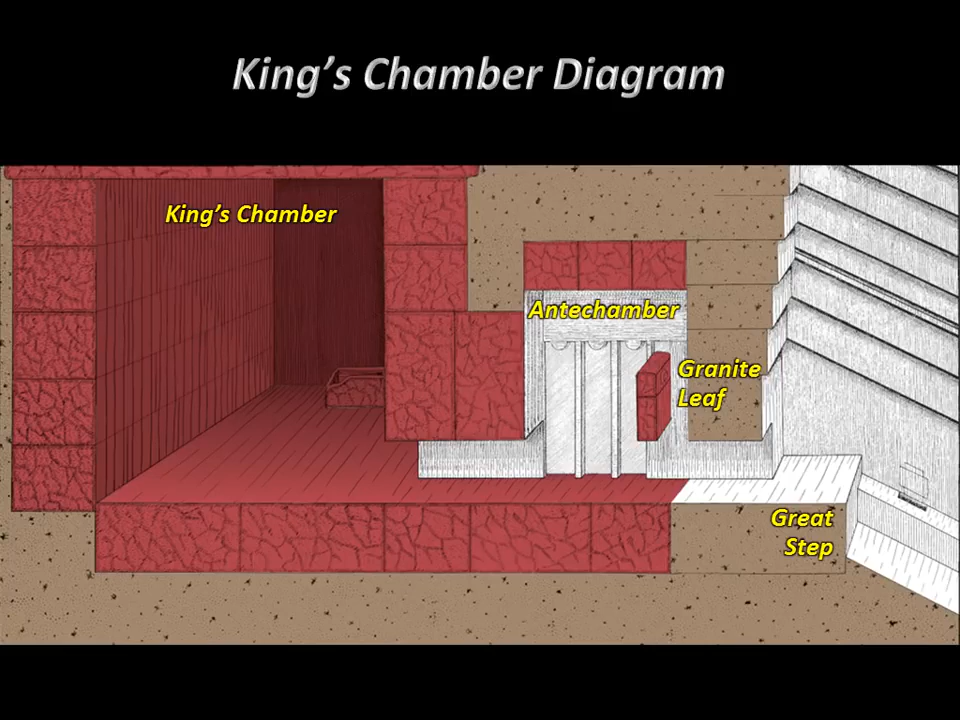 King’s Chamber Diagram
King’s Chamber
Antechamber
Granite
Leaf
Great
Step